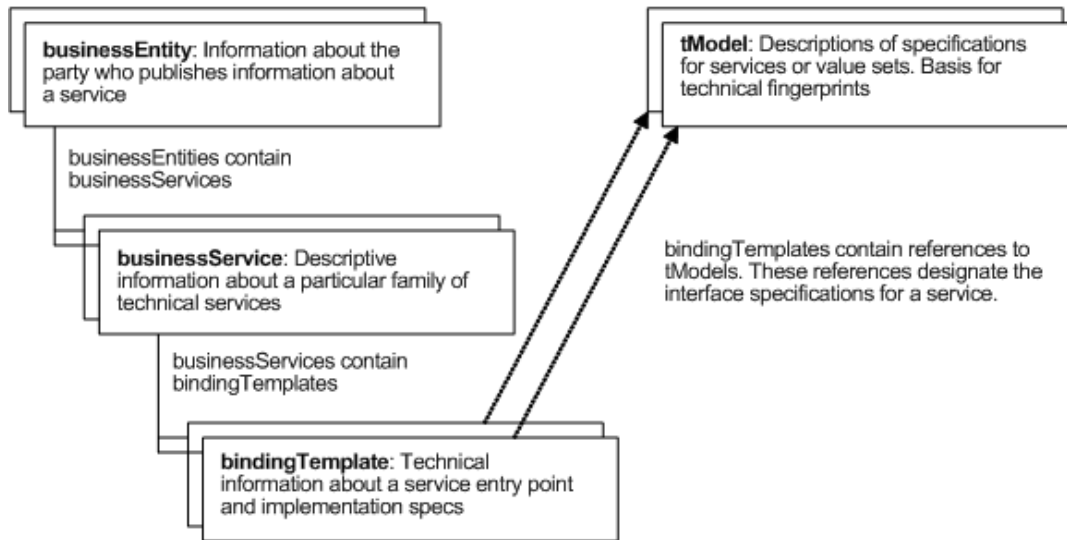 businessEntity: Information about the
party who publishes information about
a service
tModel: Descriptions of specifications
for services or value sets. Basis for
technical fingerprints
businessEntities contain
businessServices
businessService: Descriptive
information about a particular family of
technical services
bindingTemplates contain references to
tModels. These references designate the
interface specifications for a service.
businessServices contain
bindingTemplates
bindingTemplate: Technical
information about a service entry point
and implementation specs